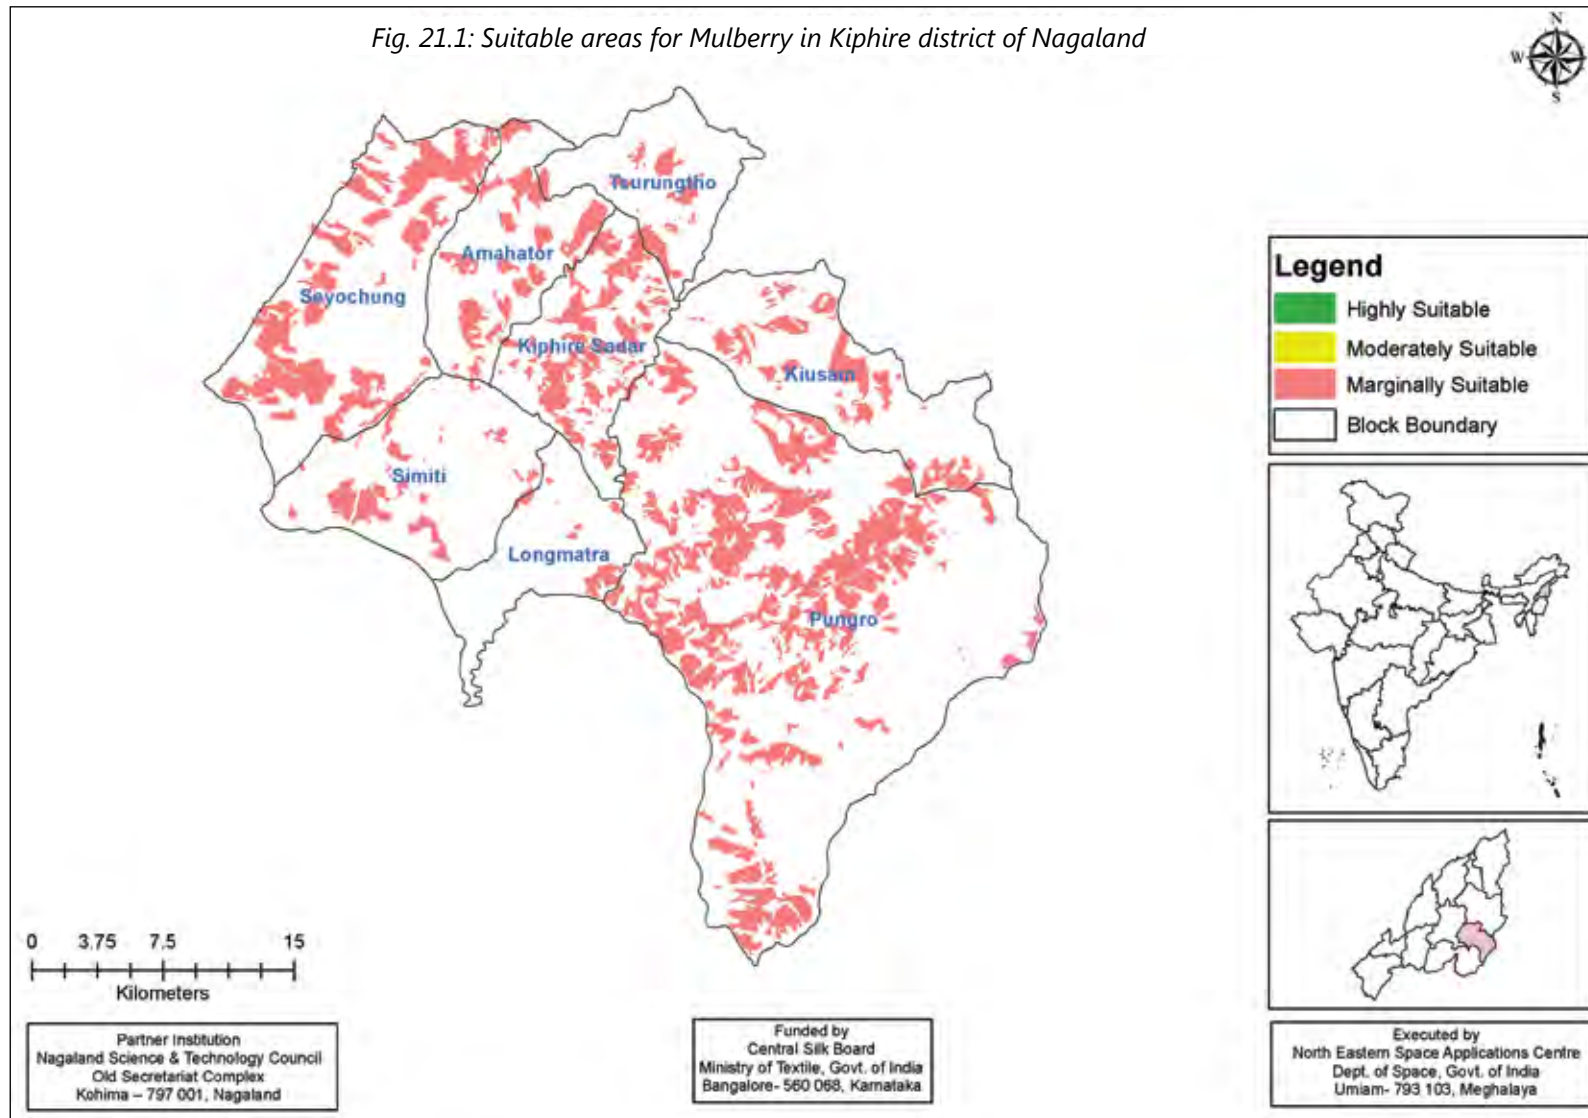 Fig. 21.1: Suitable areas for Mulberry in Kiphire district of Nagaland
N
W
S
Tsurungtho
Amahator
Seyochung
Kiphire Sadar
Kiusam
Simiti
Longmatra
Pungro
Legend
Highly Suitable
Moderately Suitable
Marginally Suitable
Block Boundary
0 3.75 7.5 15
Kilometers
Partner Institution
Nagaland Science & Technology Council
Old Secretariat Complex
Kohima – 797 001, Nagaland
Funded by
Central Silk Board
Ministry of Textile, Govt. of India
Bangalore- 560 068, Karnataka
Executed by
North Eastern Space Applications Centre
Dept. of Space, Govt. of India
Umiam- 793 103, Meghalaya